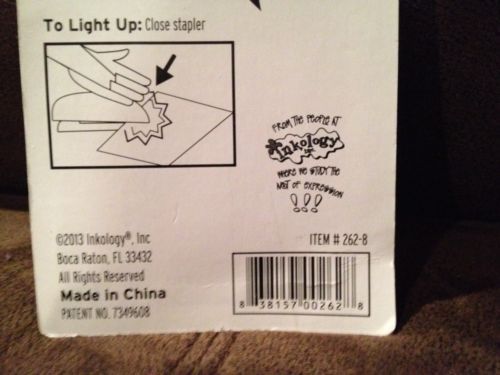 To Light Up: Close stapler
FROM THE PEOPLE AT
Inkology
INC
WHERE WE STUDY THE
ART OF EXPRESSION
!!!
©2013 Inkology®, Inc
Boca Raton, FL 33432
All Rights Reserved
Made in China
PATENT NO. 7349608
ITEM # 262-8
8 38157 00262 8